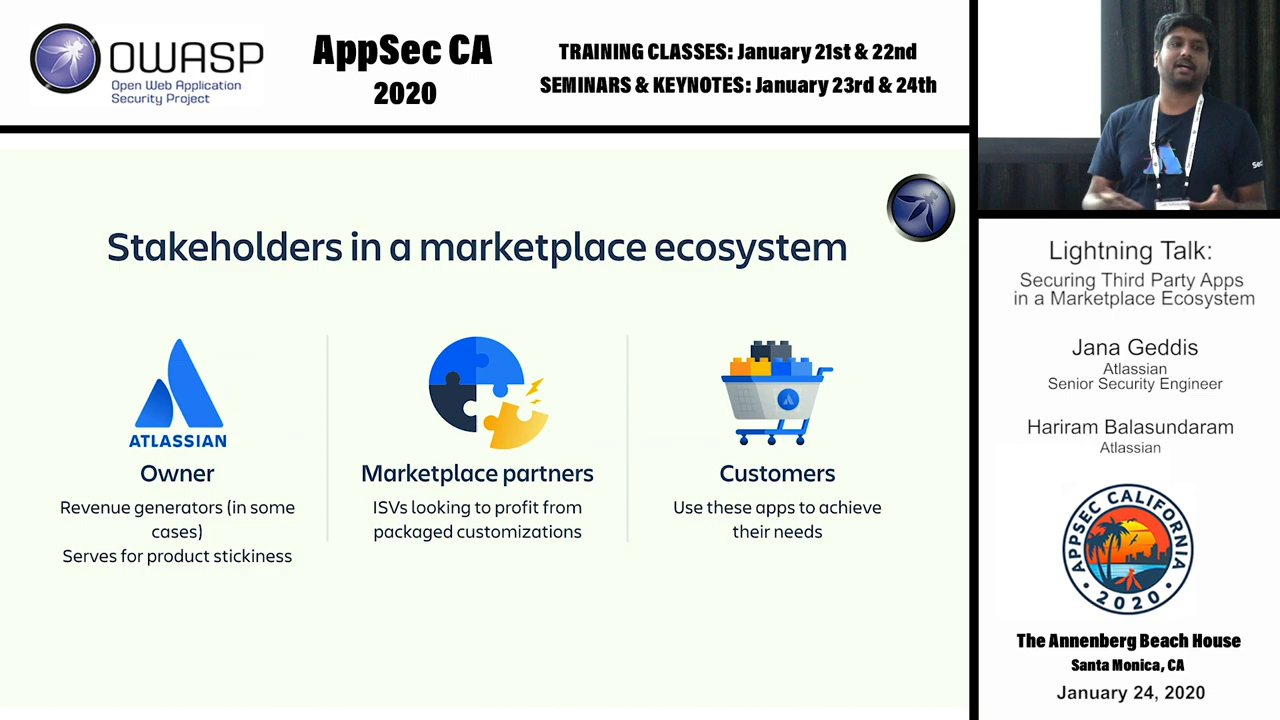 OWASP
Open Web Application
Security Project
AppSec CA
2020
TRAINING CLASSES: January 21st & 22nd
SEMINARS & KEYNOTES: January 23rd & 24th
Stakeholders in a marketplace ecosystem
ATLASSIAN
Owner
Revenue generators (in some
cases)
Serves for product stickiness
Marketplace partners
ISVs looking to profit from
packaged customizations
Customers
Use these apps to achieve
their needs
Lightning Talk:
Securing Third Party Apps
in a Marketplace Ecosystem
Jana Geddis
Atlassian
Senior Security Engineer
Hariram Balasundaram
Atlassian
APPSEC CALIFORNIA
• 2020 •
The Annenberg Beach House
Santa Monica, CA
January 24, 2020